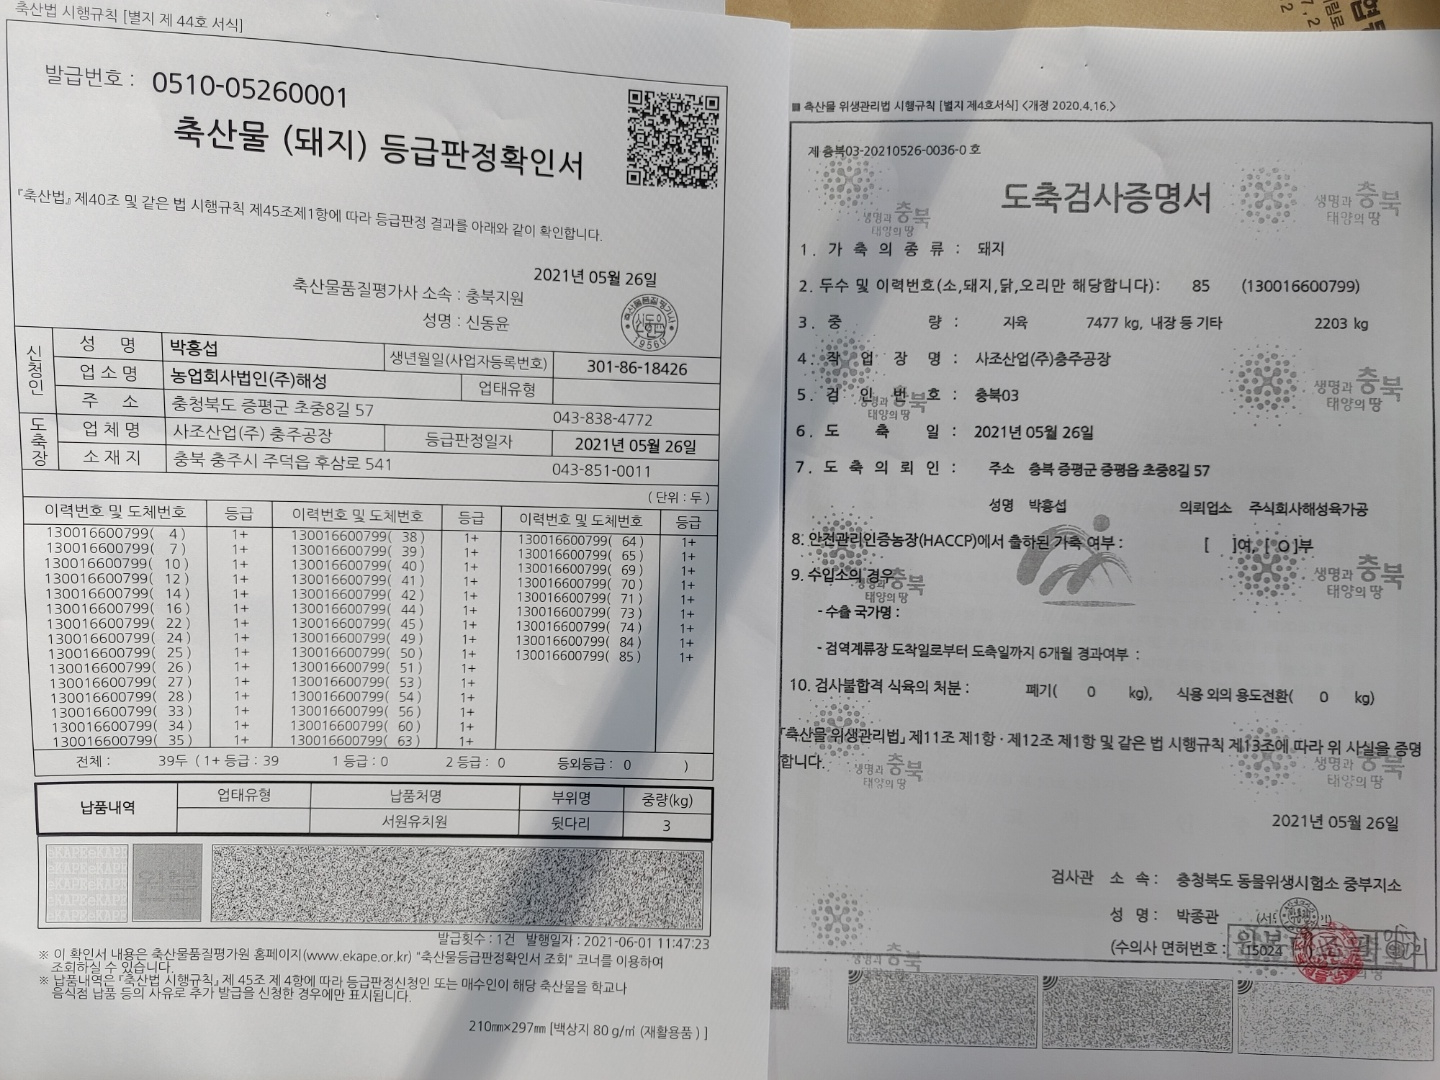 축산법 시행규칙 [별지 제 44호 서식]
발급번호 : 0510-05260001
축산물 (돼지) 등급판정확인서
『축산법』 제40조 및 같은 법 시행규칙 제45조제1항에 따라 등급판정 결과를 아래와 같이 확인합니다.
2021년 05월 26일
축산물품질평가사 소속 : 충북지원
성명 : 신동윤
신청인
성 명 박흥섭 생년월일(사업자등록번호) 301-86-18426
업 소 명 농업회사법인(주)해성 업태유형
주 소 충청북도 증평군 초중8길 57 043-838-4772
도축장
업 체 명 사조산업(주) 충주공장 등급판정일자 2021년 05월 26일
소 재 지 충북 충주시 주덕읍 후삼로 541 043-851-0011
( 단위 : 두 )
이력번호 및 도체번호 등급 이력번호 및 도체번호 등급 이력번호 및 도체번호 등급
130016600799( 4 ) 1+ 130016600799( 38 ) 1+ 130016600799( 64 ) 1+
130016600799( 7 ) 1+ 130016600799( 39 ) 1+ 130016600799( 65 ) 1+
130016600799( 10 ) 1+ 130016600799( 40 ) 1+ 130016600799( 69 ) 1+
130016600799( 12 ) 1+ 130016600799( 41 ) 1+ 130016600799( 70 ) 1+
130016600799( 14 ) 1+ 130016600799( 42 ) 1+ 130016600799( 71 ) 1+
130016600799( 16 ) 1+ 130016600799( 44 ) 1+ 130016600799( 73 ) 1+
130016600799( 22 ) 1+ 130016600799( 45 ) 1+ 130016600799( 74 ) 1+
130016600799( 24 ) 1+ 130016600799( 49 ) 1+ 130016600799( 84 ) 1+
130016600799( 25 ) 1+ 130016600799( 50 ) 1+ 130016600799( 85 ) 1+
130016600799( 26 ) 1+ 130016600799( 51 ) 1+
130016600799( 27 ) 1+ 130016600799( 53 ) 1+
130016600799( 28 ) 1+ 130016600799( 54 ) 1+
130016600799( 33 ) 1+ 130016600799( 56 ) 1+
130016600799( 34 ) 1+ 130016600799( 60 ) 1+
130016600799( 35 ) 1+ 130016600799( 63 ) 1+
전체 : 39두 ( 1+ 등급 : 39 1 등급 : 0 2 등급 : 0 등외등급 : 0 )
납품내역 업태유형 납품처명 부위명 중량(kg)
서원유치원 뒷다리 3
발급횟수 : 1건 발행일자 : 2021-06-01 11:47:23
※ 이 확인서 내용은 축산물품질평가원 홈페이지(www.ekape.or.kr) "축산물등급판정확인서 조회" 코너를 이용하여
조회하실 수 있습니다.
※ 납품내역은 『축산법 시행규칙』 제 45조 제 4항에 따라 등급판정신청인 또는 매수인이 해당 축산물을 학교나
음식점 납품 등의 사유로 추가 발급을 신청한 경우에만 표시됩니다.
210㎜×297㎜ [백상지 80 g/㎡ (재활용품 ) ]
■ 축산물 위생관리법 시행규칙 [별지 제4호서식] <개정 2020.4.16.>
제 충북03-20210526-0036-0 호
도축검사증명서
1. 가 축 의 종 류 : 돼지
2. 두수 및 이력번호(소,돼지,닭,오리만 해당합니다): 85 (130016600799)
3. 중 량 : 지육 7477 kg, 내장 등 기타 2203 kg
4. 작 업 장 명 : 사조산업(주)충주공장
5. 검 인 번 호 : 충북03
6. 도 축 일 : 2021년 05월 26일
7. 도 축 의 뢰 인 : 주소 충북 증평군 증평읍 초중8길 57
성명 박흥섭 의뢰업소 주식회사해성육가공
8. 안전관리인증농장(HACCP)에서 출하된 가축 여부 : [ ]여, [ O ]부
9. 수입소의 경우
- 수출 국가명 :
- 검역계류장 도착일로부터 도축일까지 6개월 경과여부 :
10. 검사불합격 식육의 처분 : 폐기( 0 kg), 식용 외의 용도전환( 0 kg)
「축산물 위생관리법」 제11조 제1항 · 제12조 제1항 및 같은 법 시행규칙 제13조에 따라 위 사실을 증명
합니다.
2021년 05월 26일
검사관 소 속 : 충청북도 동물위생시험소 중부지소
성 명 : 박종관
(수의사 면허번호 : 15024
생명과 충북
태양의 땅